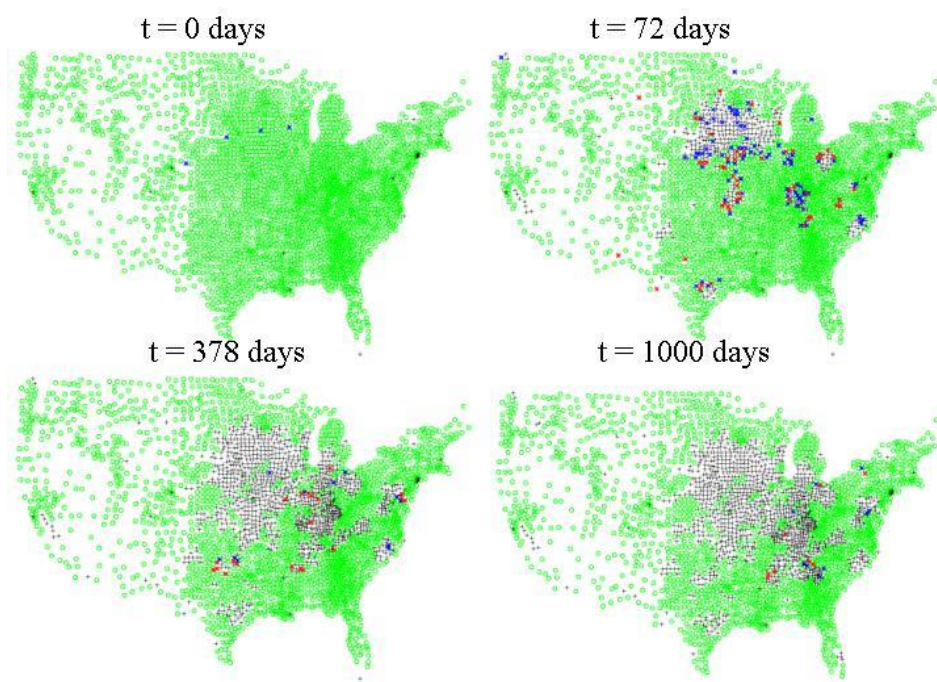 t = 0 days
t = 72 days
t = 378 days
t = 1000 days